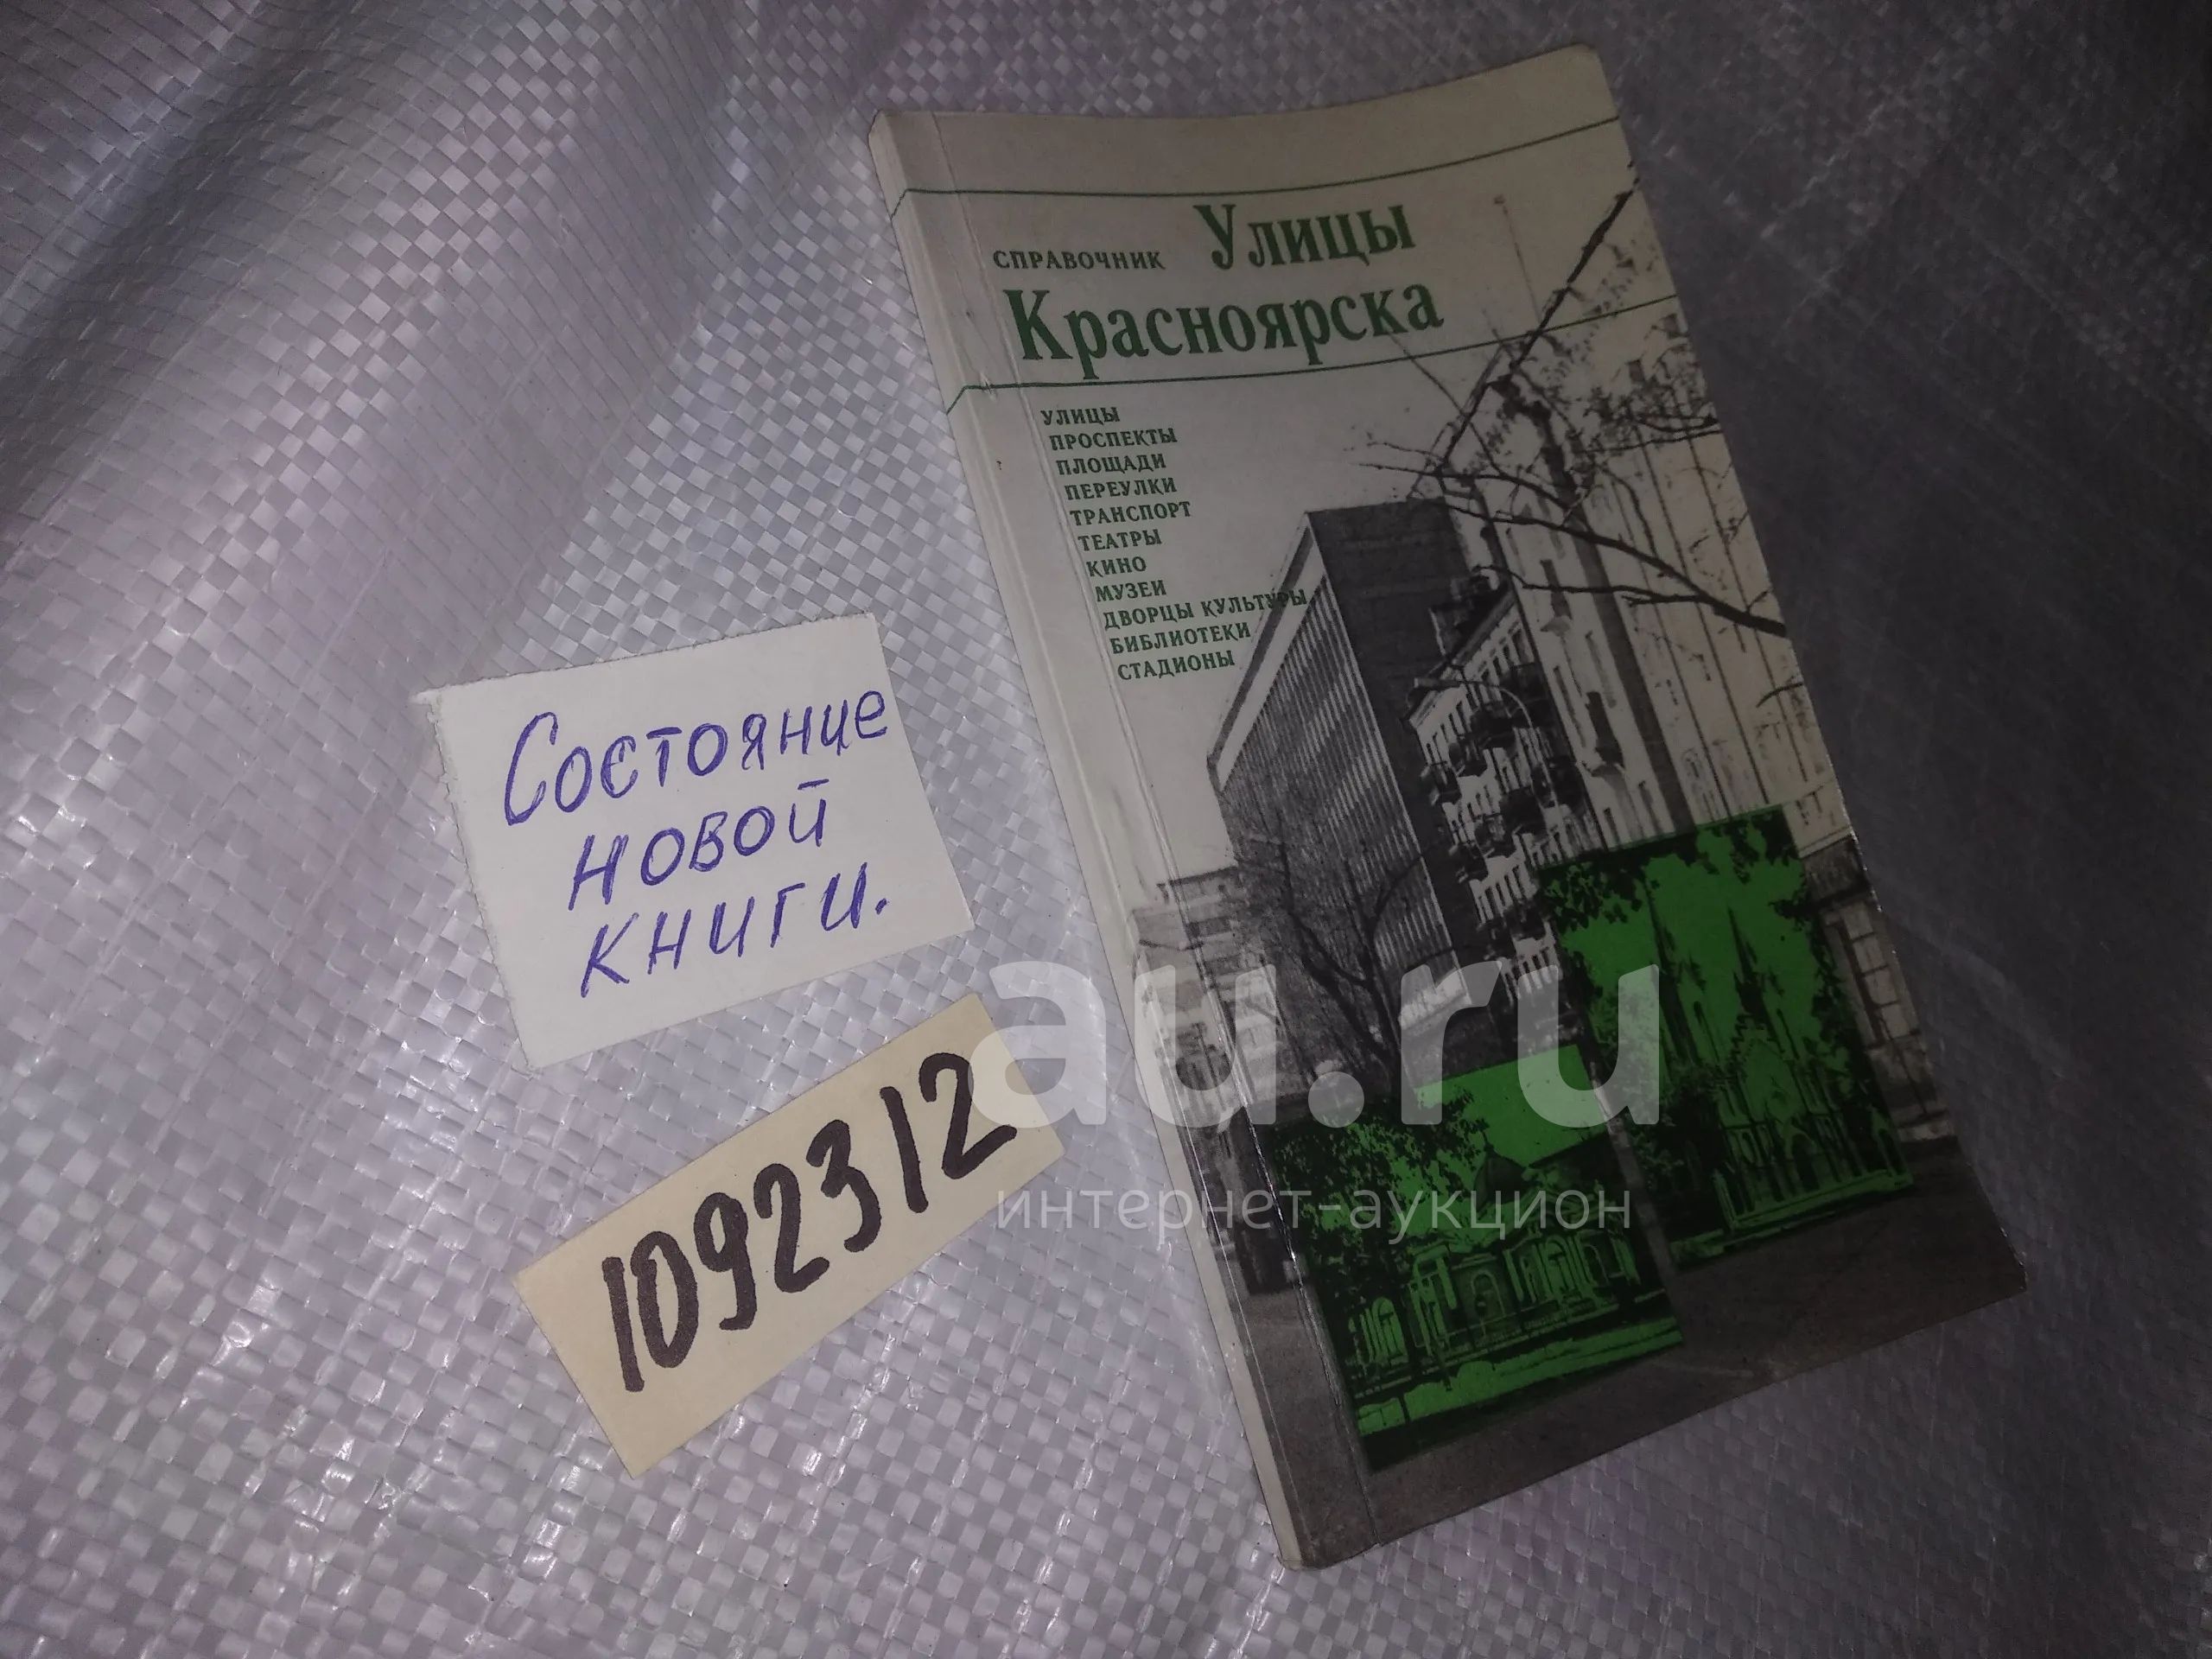 СПРАВОЧНИК Улицы
Красноярска
УЛИЦЫ
ПРОСПЕКТЫ
ПЛОЩАДИ
ПЕРЕУЛКИ
ТРАНСПОРТ
ТЕАТРЫ
КИНО
МУЗЕИ
ДВОРЦЫ КУЛЬТУРЫ
БИБЛИОТЕКИ
СТАДИОНЫ
Состояние
новой
книги.
1092312
au.ru
интернет-аукцион